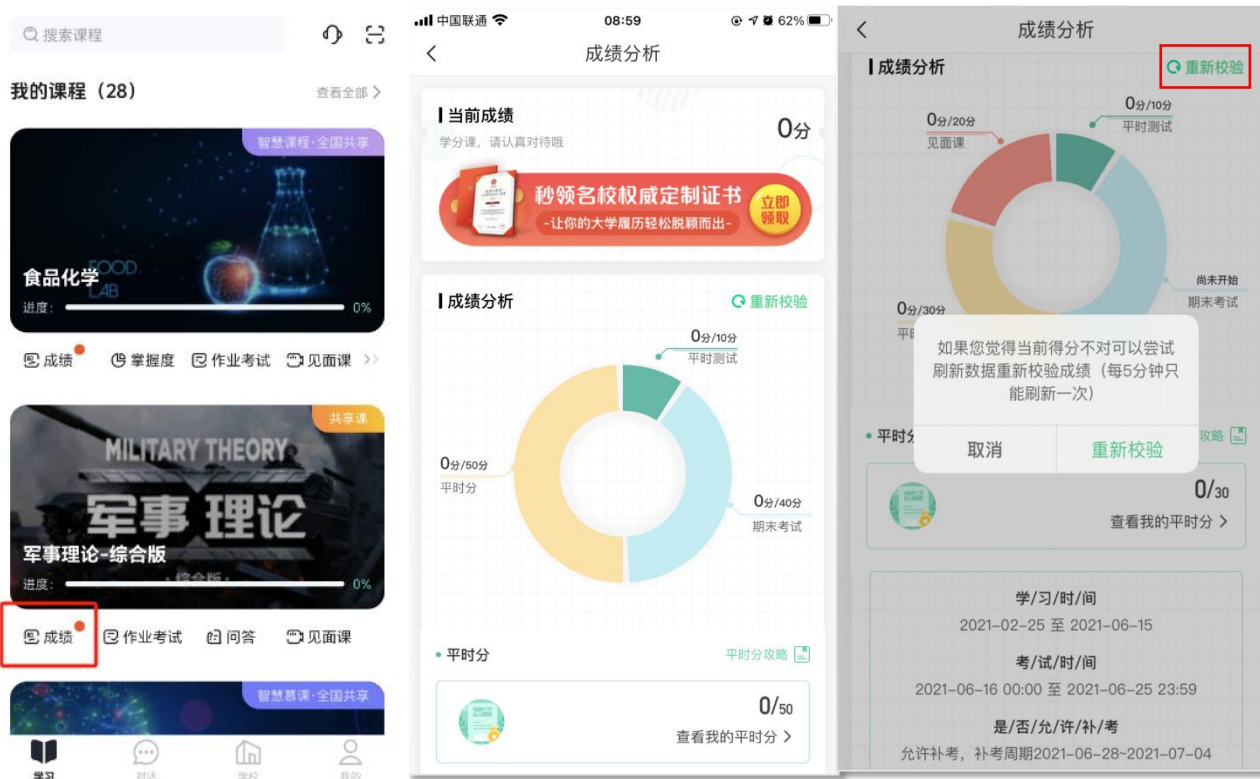 搜索课程
我的课程（28）
查看全部 >
智慧课程·全国共享
FOOD
LAB
食品化学
进度： 0%
成绩 掌握度 作业考试 见面课 >>
共享课
MILITARY THEORY
军事 理论
·综合版·
军事理论-综合版
进度： 0%
成绩 作业考试 问答 见面课
智慧慕课·全国共享
学习 对话 学校 我的
中国联通 08:59 62%
成绩分析
当前成绩
学分课，请认真对待哦
0分
秒领名校权威定制证书
-让你的大学履历轻松脱颖而出-
立即
领取
成绩分析
重新校验
0分/10分
平时测试
0分/50分
平时分
0分/40分
期末考试
平时分
平时分攻略
0/50
查看我的平时分 >
成绩分析
成绩分析
重新校验
0分/10分
平时测试
0分/20分
见面课
尚未开始
期末考试
0分/30分
平时
如果您觉得当前得分不对可以尝试
刷新数据重新校验成绩（每5分钟只
能刷新一次）
取消 重新校验
平时分
攻略
0/30
查看我的平时分 >
学/习/时/间
2021-02-25 至 2021-06-15
考/试/时/间
2021-06-16 00:00 至 2021-06-25 23:59
是/否/允/许/补/考
允许补考，补考周期2021-06-28~2021-07-04